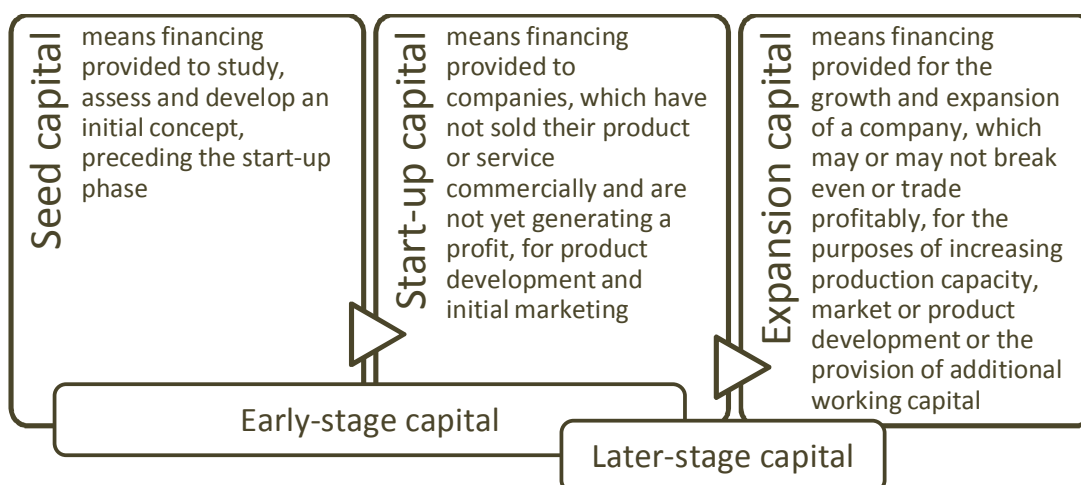 Seed capital
means financing
provided to study,
assess and develop an
initial concept,
preceding the start-up
phase
Start-up capital
means financing
provided to
companies, which have
not sold their product
or service
commercially and are
not yet generating a
profit, for product
development and
initial marketing
Expansion capital
means financing
provided for the
growth and expansion
of a company, which
may or may not break
even or trade
profitably, for the
purposes of increasing
production capacity,
market or product
development or the
provision of additional
working capital
Early-stage capital
Later-stage capital